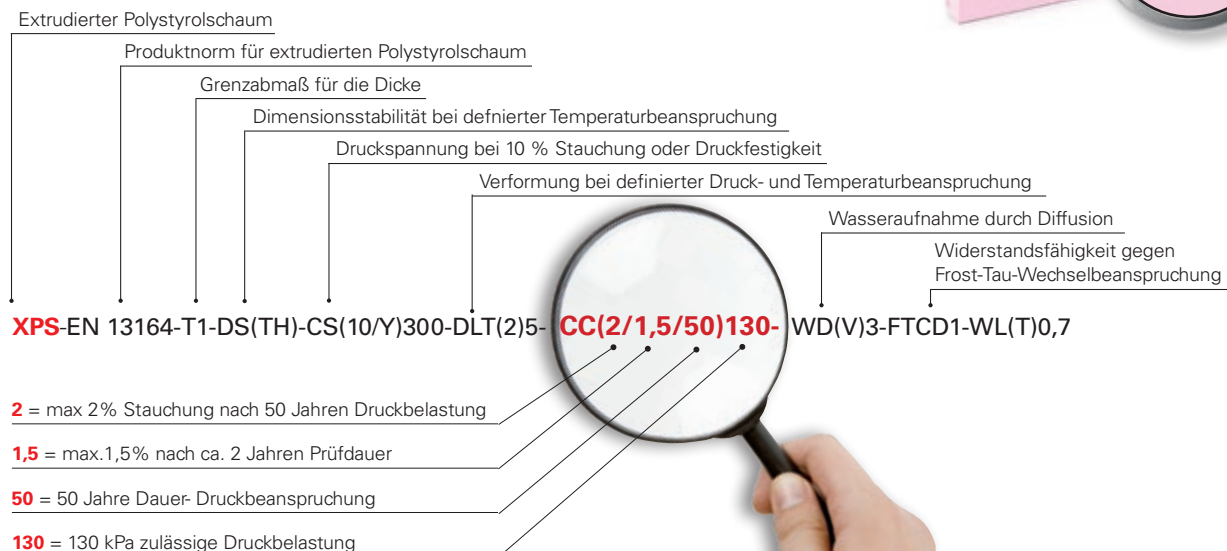 Extrudierter Polystyrolschaum
Produktnorm für extrudierten Polystyrolschaum
Grenzabmaß für die Dicke
Dimensionsstabilität bei defnierter Temperaturbeanspruchung
Druckspannung bei 10 % Stauchung oder Druckfestigkeit
Verformung bei definierter Druck- und Temperaturbeanspruchung
Wasseraufnahme durch Diffusion
Widerstandsfähigkeit gegen
Frost-Tau-Wechselbeanspruchung
XPS-EN 13164-T1-DS(TH)-CS(10/Y)300-DLT(2)5- CC(2/1,5/50)130- WD(V)3-FTCD1-WL(T)0,7
2 = max 2% Stauchung nach 50 Jahren Druckbelastung
1,5 = max.1,5% nach ca. 2 Jahren Prüfdauer
50 = 50 Jahre Dauer- Druckbeanspruchung
130 = 130 kPa zulässige Druckbelastung